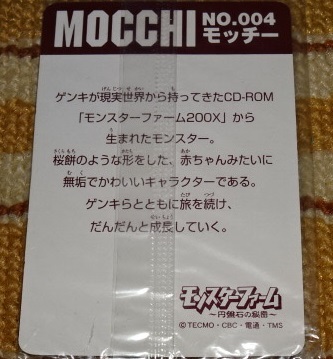 MOCCHI NO.004
モッチー
ゲンキが現実世界から持ってきたCD-ROM
「モンスターファーム200X」から
生まれたモンスター。
桜餅のような形をした、赤ちゃんみたいに
無垢でかわいいキャラクターである。
ゲンキらとともに旅を続け、
だんだんと成長していく。
モンスターファーム
〜円盤石の秘密〜
©TECMO・CBC・電通・TMS